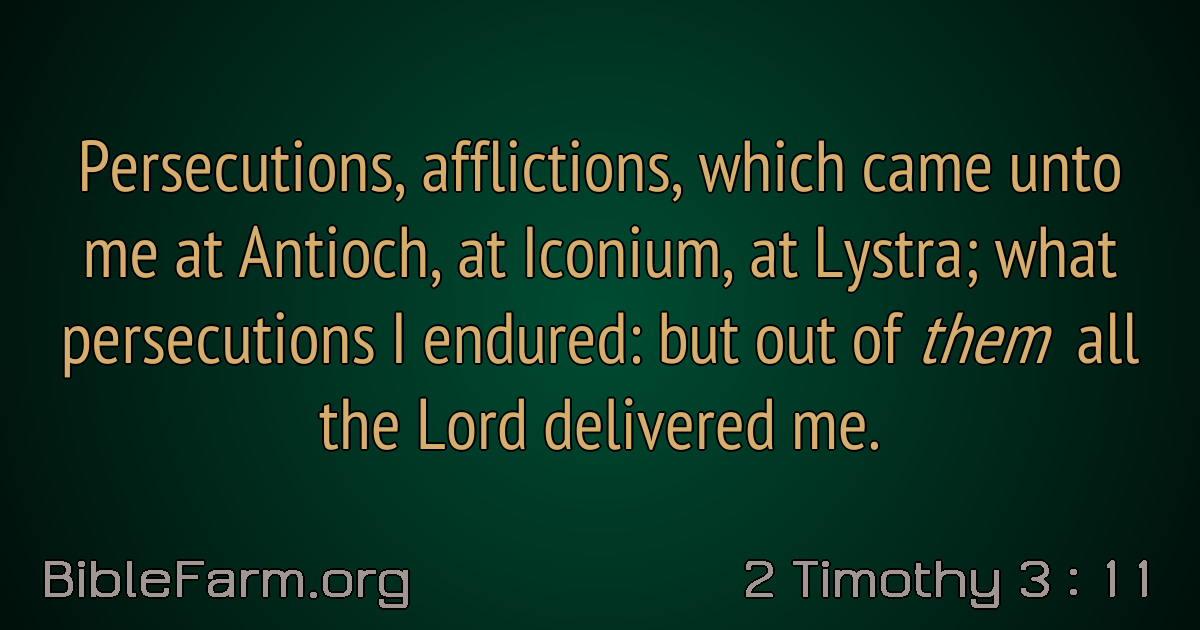 Persecutions, afflictions, which came unto
me at Antioch, at Iconium, at Lystra; what
persecutions I endured: but out of them all
the Lord delivered me.
BibleFarm.org
2 Timothy 3 : 11